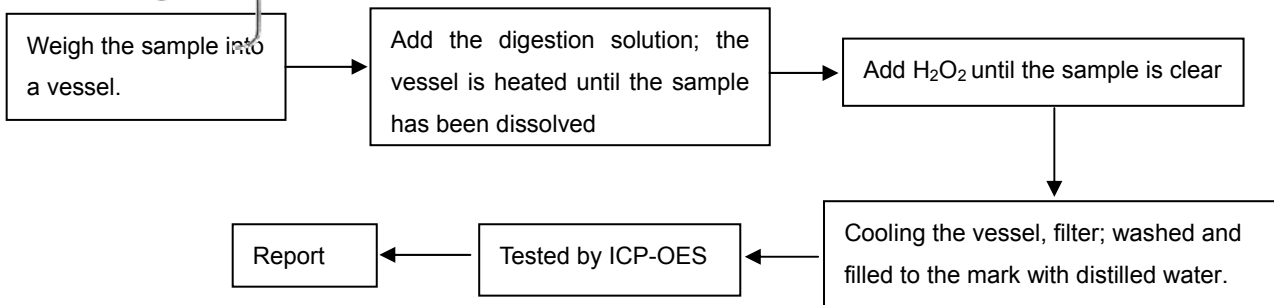 Weigh the sample into
a vessel.
Add the digestion solution; the
vessel is heated until the sample
has been dissolved
Add H₂O₂ until the sample is clear
Cooling the vessel, filter; washed and
filled to the mark with distilled water.
Tested by ICP-OES
Report